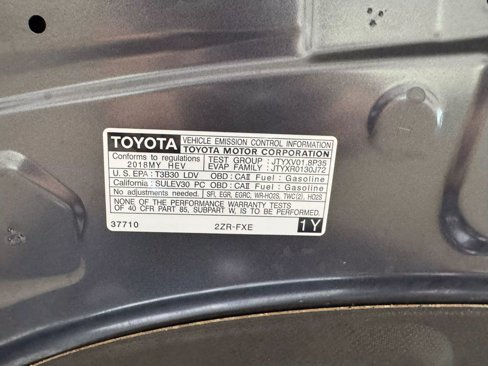 TOYOTA VEHICLE EMISSION CONTROL INFORMATION
TOYOTA MOTOR CORPORATION
Conforms to regulations
2018MY HEV
TEST GROUP : JTYXV01.8P35
EVAP FAMILY : JTYXR0130J72
U.S. EPA : T3B30 LDV OBD : CAⅡ Fuel : Gasoline
California : SULEV30 PC OBD : CAⅡ Fuel : Gasoline
No adjustments needed. SFI, EGR, EGRC, WR-HO2S, TWC(2), HO2S
NONE OF THE PERFORMANCE WARRANTY TESTS
OF 40 CFR PART 85, SUBPART W, IS TO BE PERFORMED.
37710 2ZR-FXE 1Y